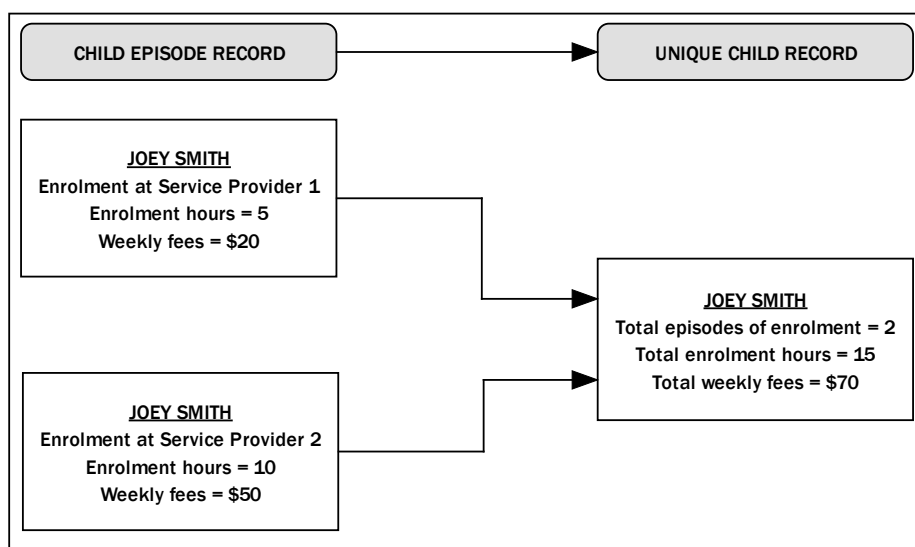 CHILD EPISODE RECORD
UNIQUE CHILD RECORD
JOEY SMITH
Enrolment at Service Provider 1
Enrolment hours = 5
Weekly fees = $20
JOEY SMITH
Total episodes of enrolment = 2
Total enrolment hours = 15
Total weekly fees = $70
JOEY SMITH
Enrolment at Service Provider 2
Enrolment hours = 10
Weekly fees = $50